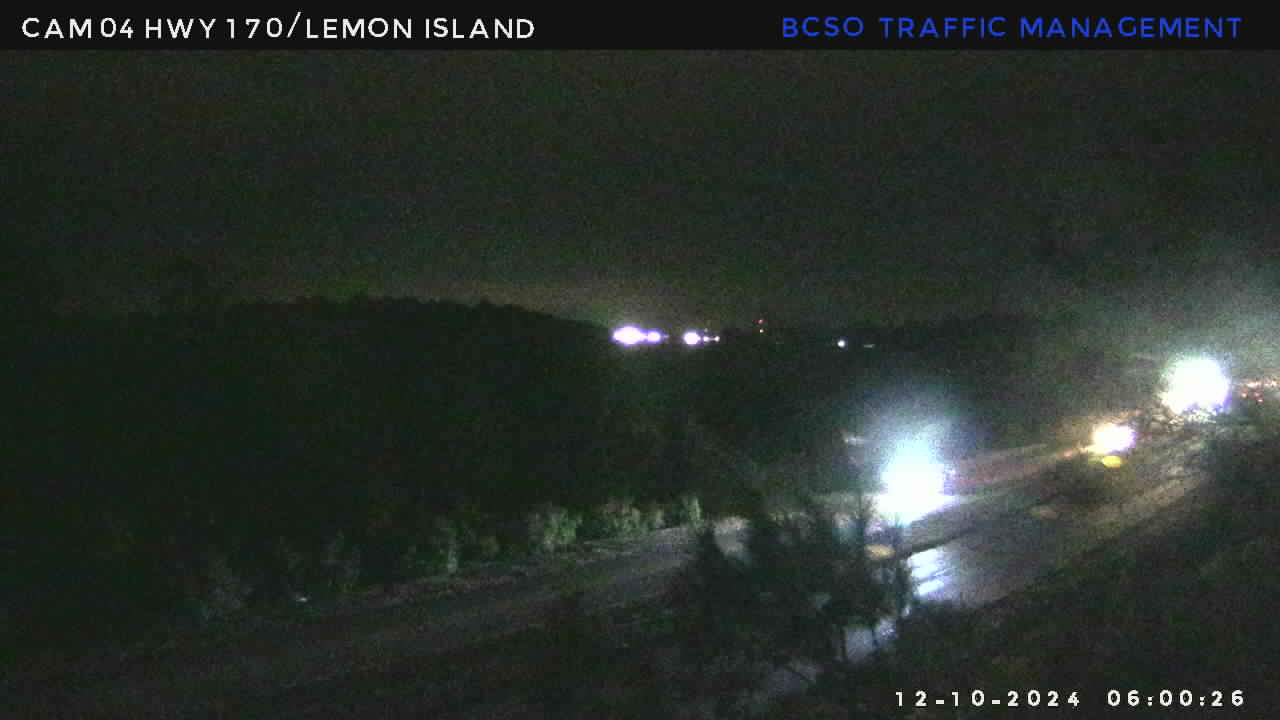 CAM04 HWY170/LEMON ISLAND
BCSO TRAFFIC MANAGEMENT
12-10-2024 06:00:26